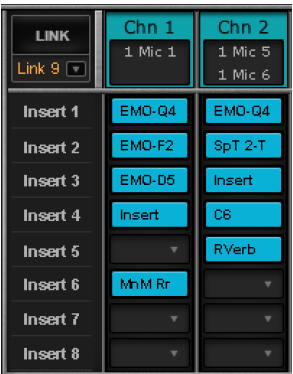 LINK
Chn 1
Chn 2
Link 9
1 Mic 1
1 Mic 5
1 Mic 6
Insert 1
EMO-Q4
EMO-Q4
Insert 2
EMO-F2
SpT 2-T
Insert 3
EMO-D5
Insert
Insert 4
Insert
C6
Insert 5
RVerb
Insert 6
MnM Rr
Insert 7
Insert 8